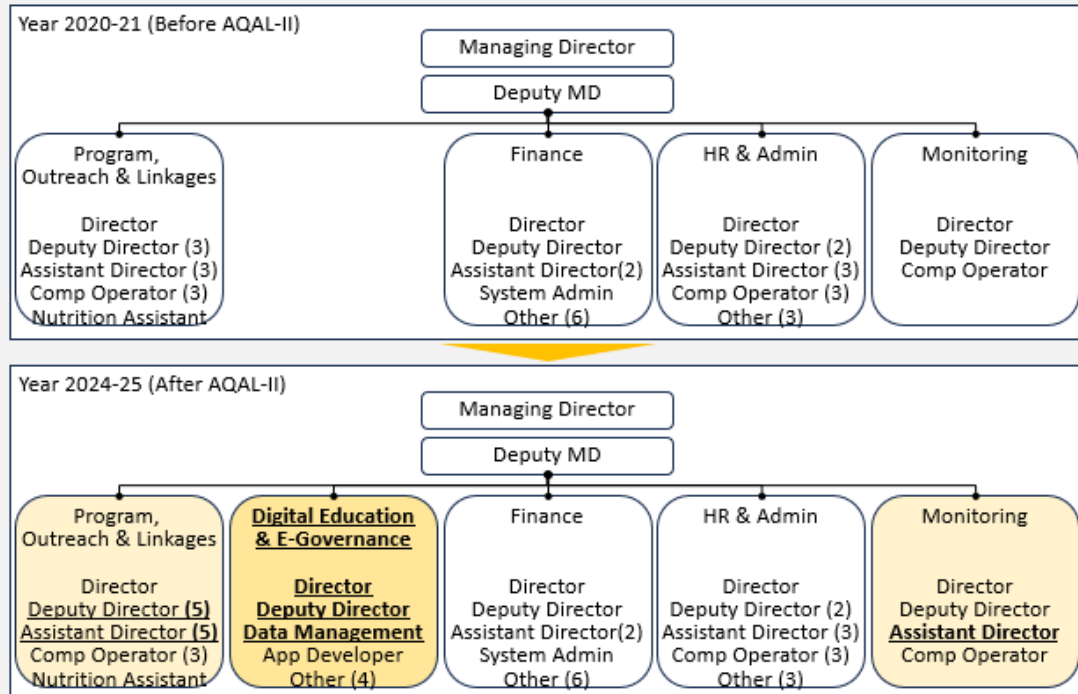 Year 2020-21 (Before AQAL-II)
Managing Director
Deputy MD
Program,
Outreach & Linkages
Director
Deputy Director (3)
Assistant Director (3)
Comp Operator (3)
Nutrition Assistant
Finance
Director
Deputy Director
Assistant Director(2)
System Admin
Other (6)
HR & Admin
Director
Deputy Director (2)
Assistant Director (3)
Comp Operator (3)
Other (3)
Monitoring
Director
Deputy Director
Comp Operator
Year 2024-25 (After AQAL-II)
Managing Director
Deputy MD
Program,
Outreach & Linkages
Director
Deputy Director (5)
Assistant Director (5)
Comp Operator (3)
Nutrition Assistant
Digital Education
& E-Governance
Director
Deputy Director
Data Management
App Developer
Other (4)
Finance
Director
Deputy Director
Assistant Director(2)
System Admin
Other (6)
HR & Admin
Director
Deputy Director (2)
Assistant Director (3)
Comp Operator (3)
Other (3)
Monitoring
Director
Deputy Director
Assistant Director
Comp Operator